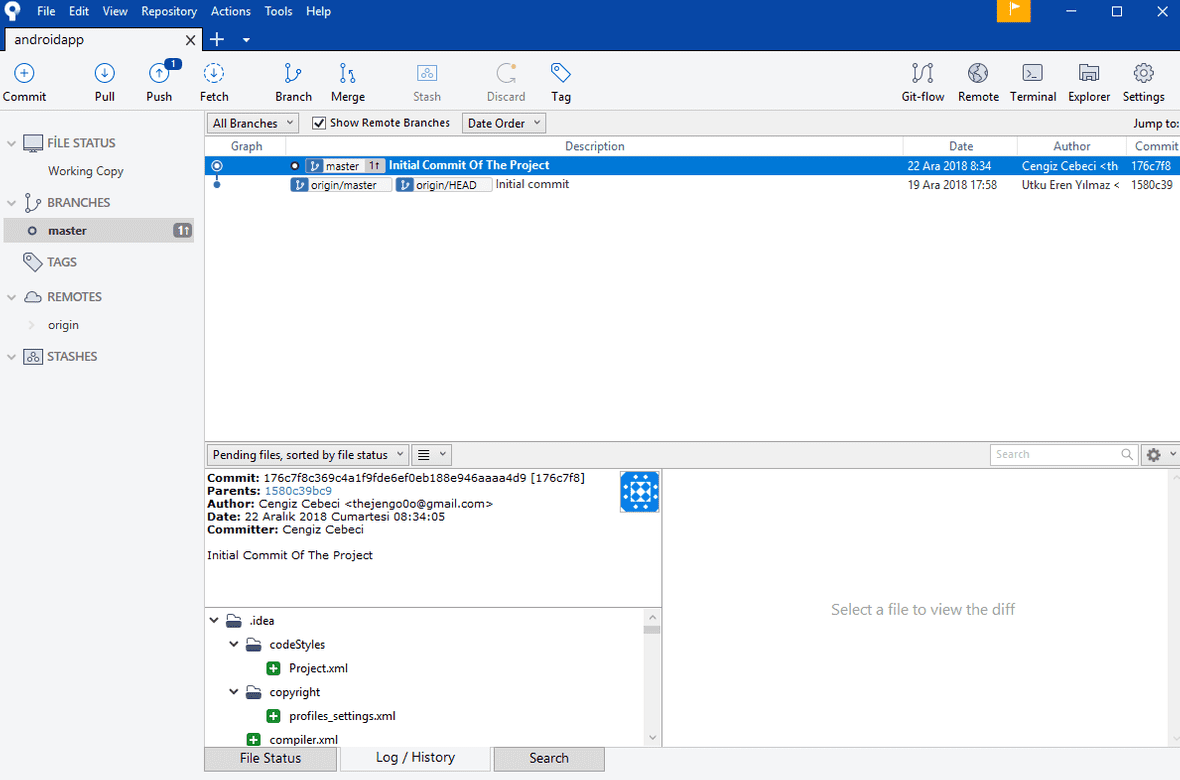 File Edit View Repository Actions Tools Help
androidapp
1
Commit Pull Push Fetch Branch Merge Stash Discard Tag Git-flow Remote Terminal Explorer Settings
FİLE STATUS
Working Copy
BRANCHES
master 1↑
TAGS
REMOTES
origin
STASHES
All Branches Show Remote Branches Date Order Jump to:
Graph Description Date Author Commit
master 1↑ Initial Commit Of The Project 22 Ara 2018 8:34 Cengiz Cebeci <th 176c7f8
origin/master origin/HEAD Initial commit 19 Ara 2018 17:58 Utku Eren Yılmaz < 1580c39
Pending files, sorted by file status Search
Commit: 176c7f8c369c4a1f9fde6ef0eb188e946aaaa4d9 [176c7f8]
Parents: 1580c39bc9
Author: Cengiz Cebeci <thejengo0o@gmail.com>
Date: 22 Aralık 2018 Cumartesi 08:34:05
Committer: Cengiz Cebeci
Initial Commit Of The Project
Select a file to view the diff
.idea
codeStyles
Project.xml
copyright
profiles_settings.xml
compiler.xml
File Status Log / History Search